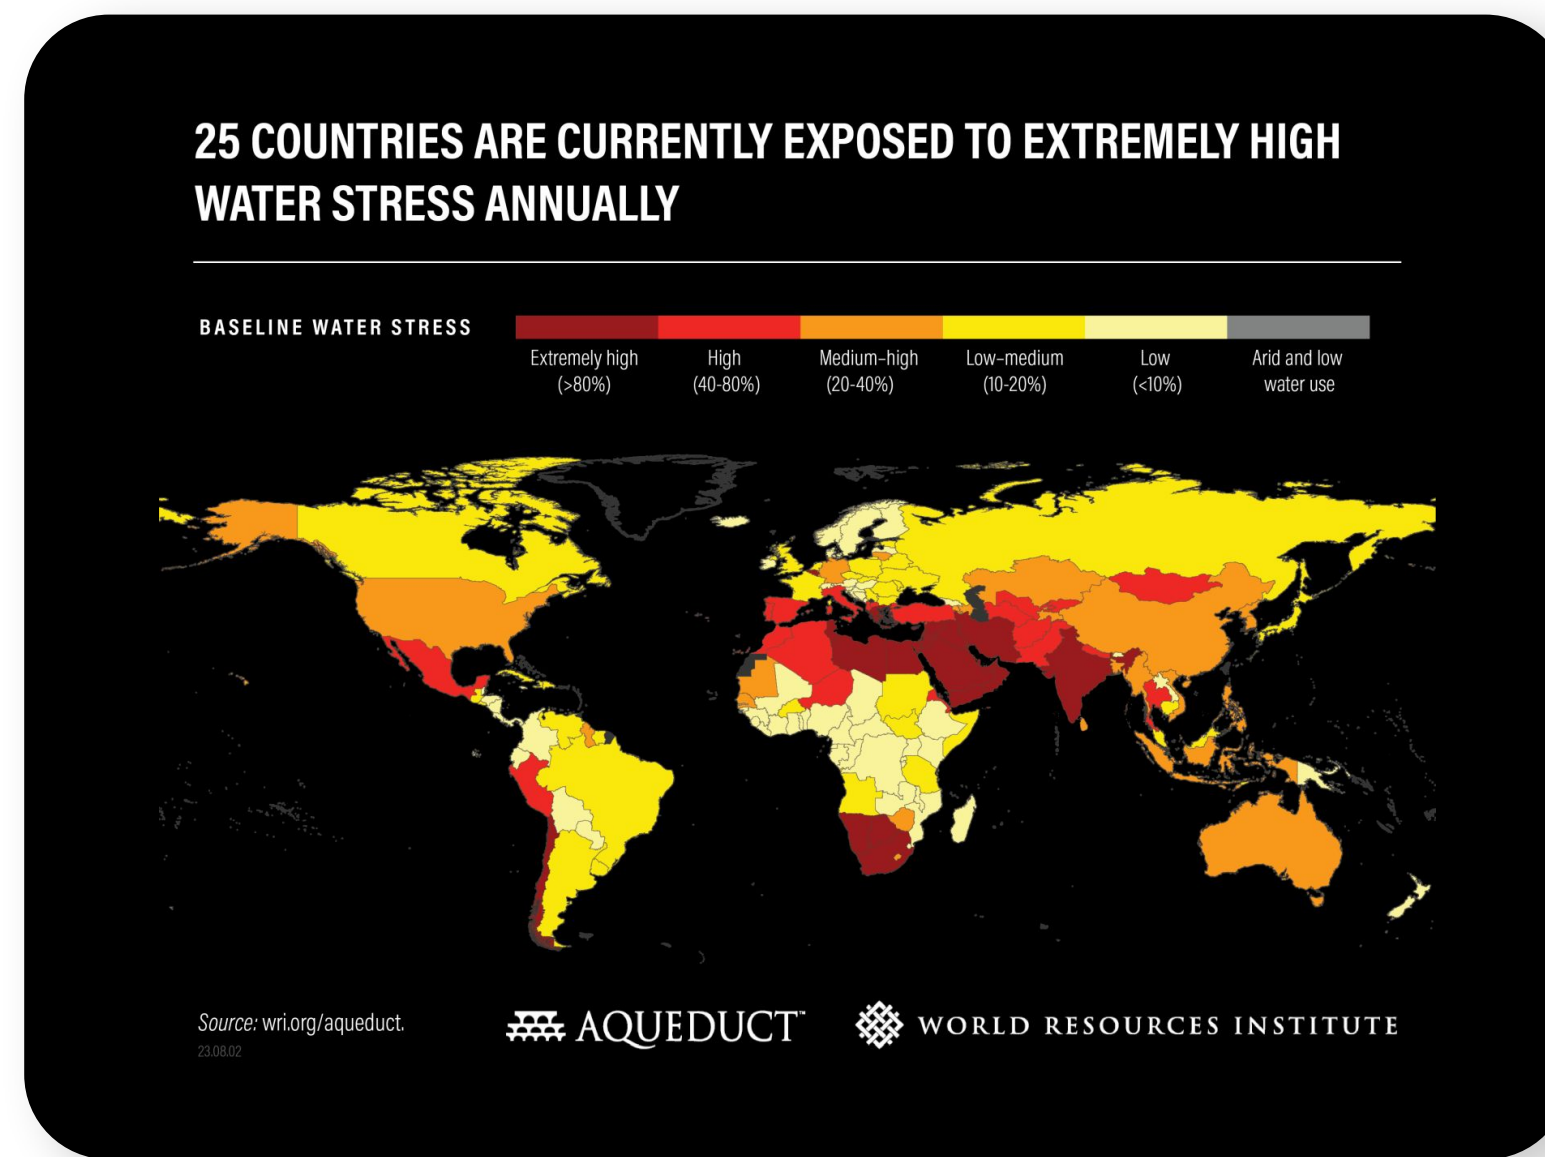 25 COUNTRIES ARE CURRENTLY EXPOSED TO EXTREMELY HIGH
WATER STRESS ANNUALLY
BASELINE WATER STRESS
Extremely high
(>80%)
High
(40-80%)
Medium–high
(20-40%)
Low–medium
(10-20%)
Low
(<10%)
Arid and low
water use
Source: wri.org/aqueduct.
23.08.02
AQUEDUCT™
WORLD RESOURCES INSTITUTE